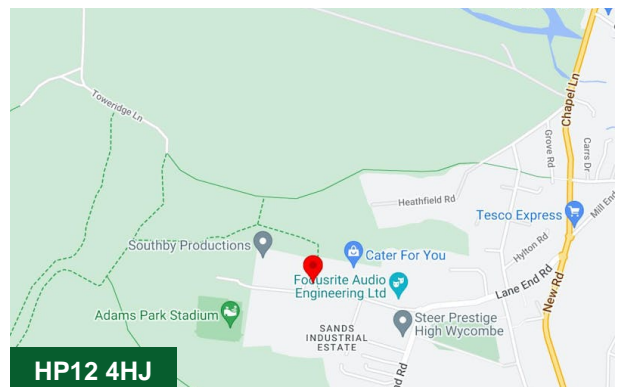 Toweridge Ln
Chapel Ln
Grove Rd
Carrs Dr
Heathfield Rd
Tesco Express
Mill End
Hylton Rd
Southby Productions
Cater For You
Focusrite Audio
Engineering Ltd
Lane End Rd
New Rd
Adams Park Stadium
SANDS
INDUSTRIAL
ESTATE
Steer Prestige
High Wycombe
d Rd
HP12 4HJ